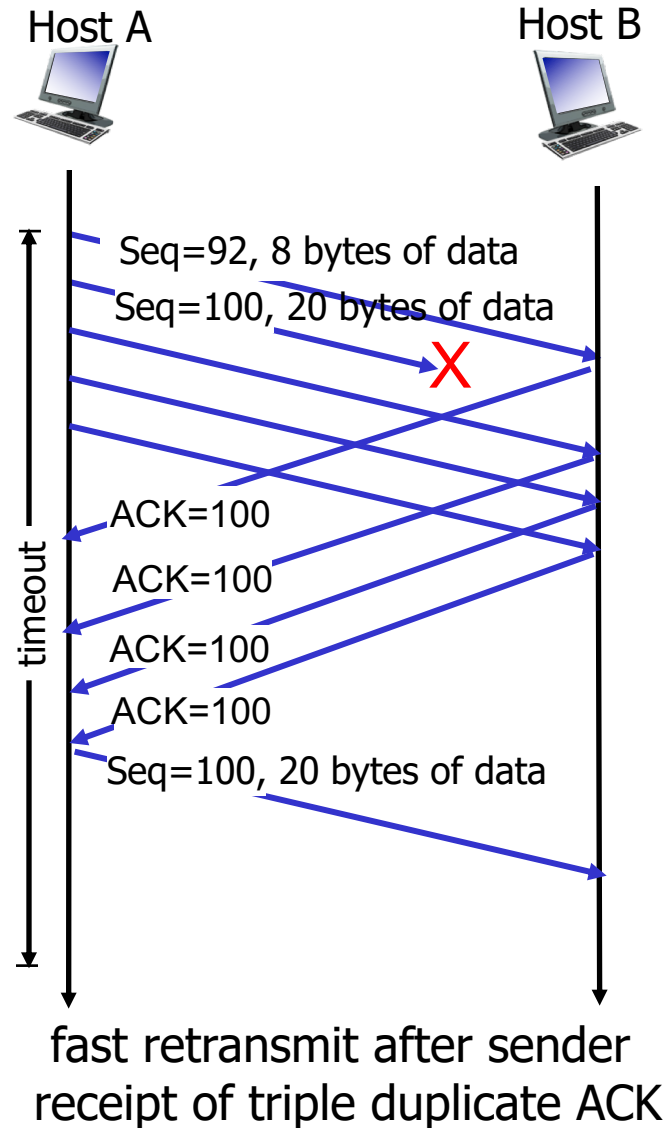 Host A
Host B
Seq=92, 8 bytes of data
Seq=100, 20 bytes of data
X
ACK=100
ACK=100
ACK=100
ACK=100
timeout
Seq=100, 20 bytes of data
fast retransmit after sender
receipt of triple duplicate ACK